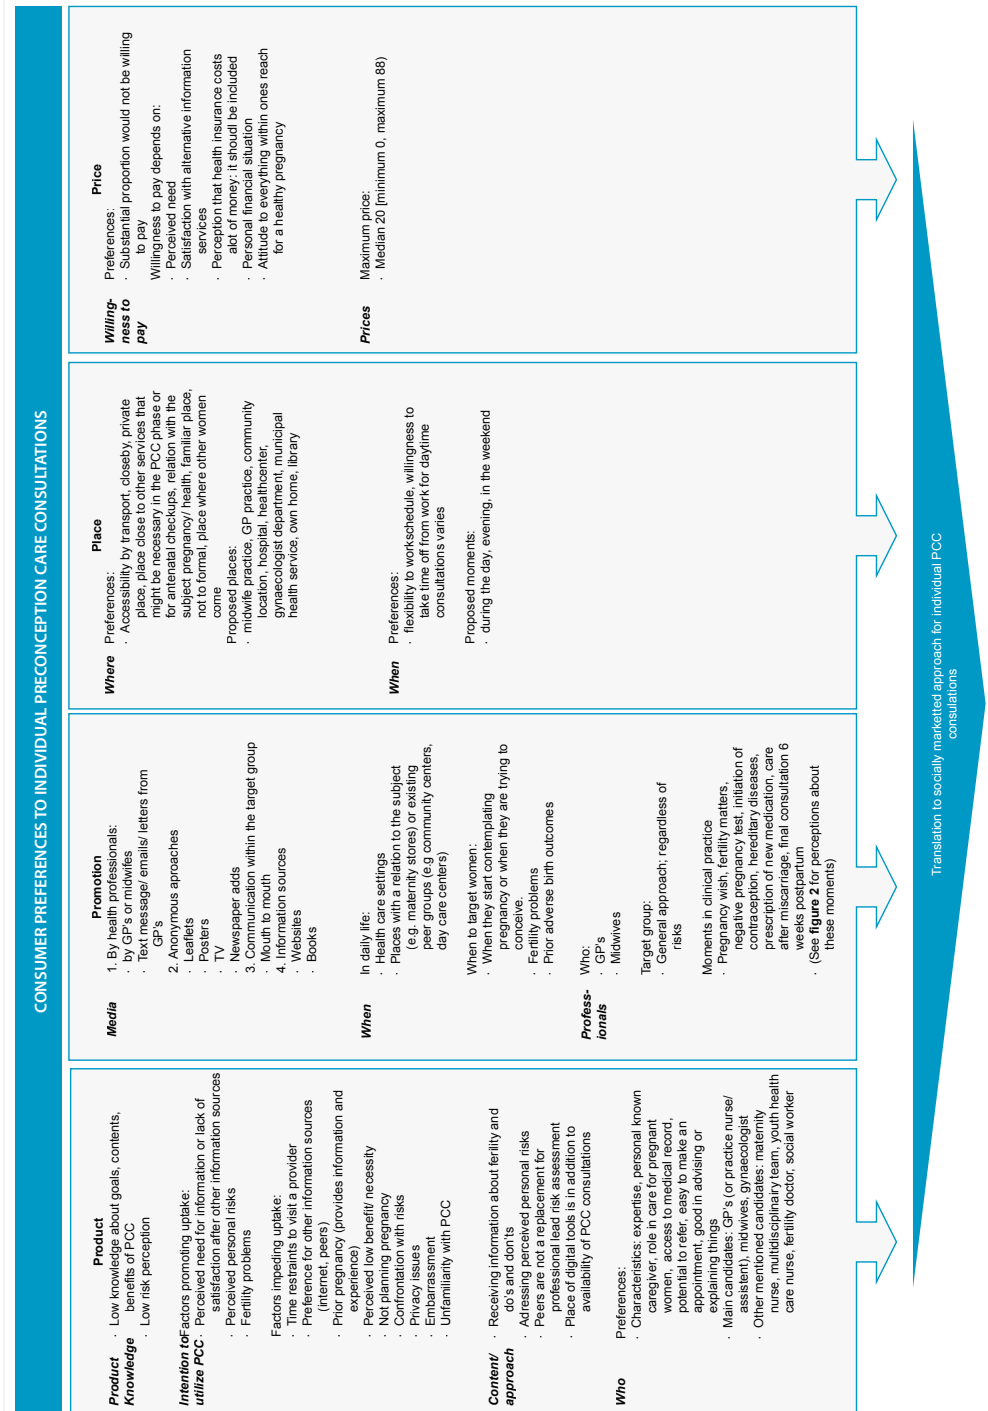 CONSUMER PREFERENCES TO INDIVIDUAL PRECONCEPTION CARE CONSULTATIONS
Product
Product
Knowledge
· Low knowledge about goals, contents,
benefits of PCC
· Low risk perception
Intention to
utilize PCC
Factors promoting uptake:
· Perceived need for information or lack of
satisfaction after other information sources
· Perceived personal risks
· Fertility problems
Factors impeding uptake:
· Time restraints to visit a provider
· Preference for other information sources
(internet, peers)
· Prior pregnancy (provides information and
experience)
· Perceived low benefit/ necessity
· Not planning pregnancy
· Confrontation with risks
· Privacy issues
· Embarrassment
· Unfamiliarity with PCC
Content/
approach
· Receiving information about ferility and
do's and don'ts
· Adressing perceived personal risks
· Peers are not a replacement for
professional lead risk assessment
· Place of digital tools is in addition to
availability of PCC consultations
Who
Preferences:
· Characteristics: expertise, personal known
caregiver, role in care for pregnant
women, access to medical record,
potential to refer, easy to make an
appointment, good in advising or
explaining things
· Main candidates: GP's (or practice nurse/
assistent), midwives, gynaecologist
· Other mentioned candidates: maternity
nurse, multidisciplinary team, youth health
care nurse, fertility doctor, social worker
Promotion
Media
1. By health professionals:
· by GP's or midwifes
· Text message/ emails/ letters from
GP's
2. Anonymous aproaches
· Leaflets
· Posters
· TV
· Newspaper adds
3. Communication within the target group
· Mouth to mouth
4. Information sources
· Websites
· Books
When
In daily life:
· Health care settings
· Places with a relation to the subject
(e.g. maternity stores) or existing
peer groups (e.g community centers,
day care centers)
When to target women:
· When they start contemplating
pregnancy or when they are trying to
conceive.
· Fertility problems
· Prior adverse birth outcomes
Profess-
ionals
Who:
· GP's
· Midwives
Target group:
· General approach; regardless of
risks
Moments in clinical practice
· Pregnancy wish, fertility matters,
negative pregnancy test, initiation of
contraception, hereditary diseases,
prescription of new medication, care
after miscarriage, final consultation 6
weeks postpartum
· (See figure 2 for perceptions about
these moments)
Place
Where
Preferences:
· Accessibility by transport, closeby, private
place, place close to other services that
might be necessary in the PCC phase or
for antenatal checkups, relation with the
subject pregnancy/ health, familiar place,
not to formal, place where other women
come
Proposed places:
· midwife practice, GP practice, community
location, hospital, healthcenter,
gynaecologist department, municipal
health service, own home, library
When
Preferences:
· flexibility to workschedule, willingness to
take time off from work for daytime
consultations varies
Proposed moments:
· during the day, evening, in the weekend
Price
Willing-
ness to
pay
Preferences:
· Substantial proportion would not be willing
to pay
Willingness to pay depends on:
· Perceived need
· Satisfaction with alternative information
services
· Perception that health insurance costs
alot of money: it shoudl be included
· Personal financial situation
· Attitude to everything within ones reach
for a healthy pregnancy
Prices
Maximum price:
· Median 20 [minimum 0, maximum 88)
Translation to socially marketted approach for individual PCC
consulations